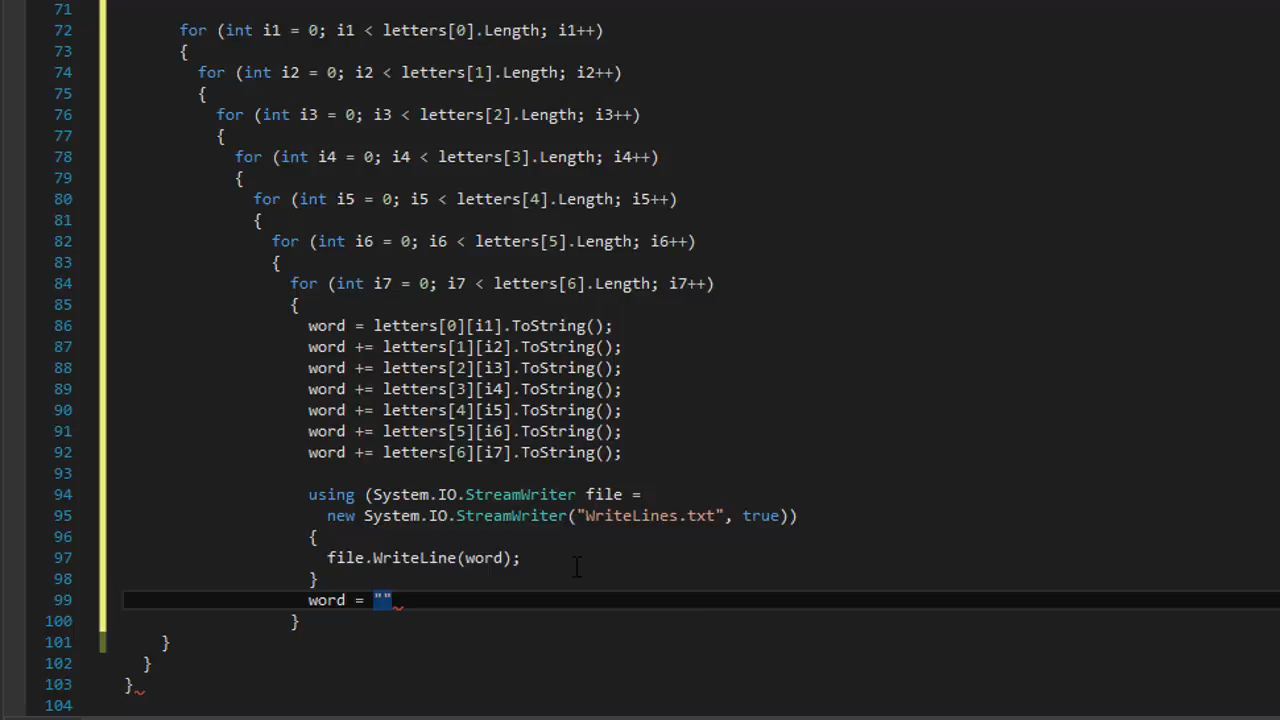 71
72 for (int i1 = 0; i1 < letters[0].Length; i1++)
73 {
74 for (int i2 = 0; i2 < letters[1].Length; i2++)
75 {
76 for (int i3 = 0; i3 < letters[2].Length; i3++)
77 {
78 for (int i4 = 0; i4 < letters[3].Length; i4++)
79 {
80 for (int i5 = 0; i5 < letters[4].Length; i5++)
81 {
82 for (int i6 = 0; i6 < letters[5].Length; i6++)
83 {
84 for (int i7 = 0; i7 < letters[6].Length; i7++)
85 {
86 word = letters[0][i1].ToString();
87 word += letters[1][i2].ToString();
88 word += letters[2][i3].ToString();
89 word += letters[3][i4].ToString();
90 word += letters[4][i5].ToString();
91 word += letters[5][i6].ToString();
92 word += letters[6][i7].ToString();
93
94 using (System.IO.StreamWriter file =
95 new System.IO.StreamWriter("WriteLines.txt", true))
96 {
97 file.WriteLine(word);
98 }
99 word = ""
100 }
101 }
102 }
103 }
104